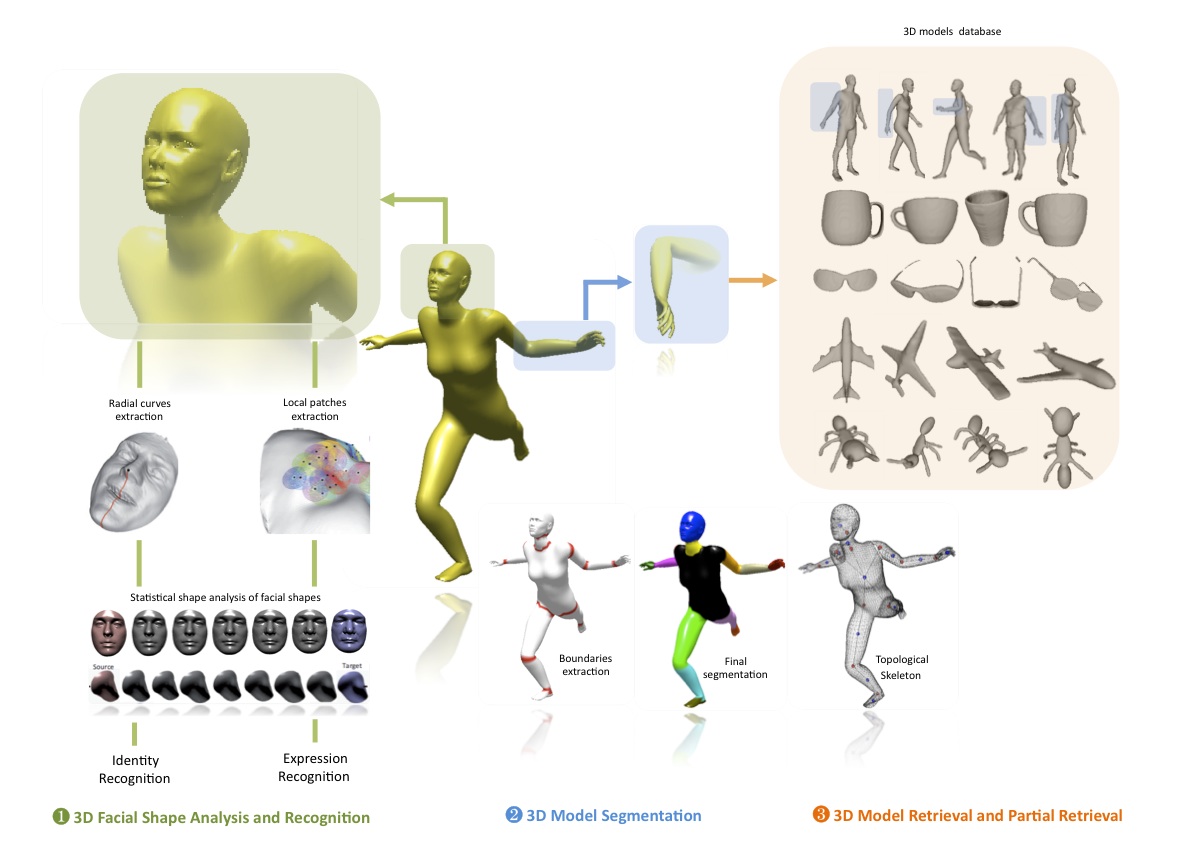 3D models database
Radial curves
extraction
Local patches
extraction
Statistical shape analysis of facial shapes
Source
Target
Boundaries
extraction
Final
segmentation
Topological
Skeleton
Identity
Recognition
Expression
Recognition
❶ 3D Facial Shape Analysis and Recognition
❷ 3D Model Segmentation
❸ 3D Model Retrieval and Partial Retrieval